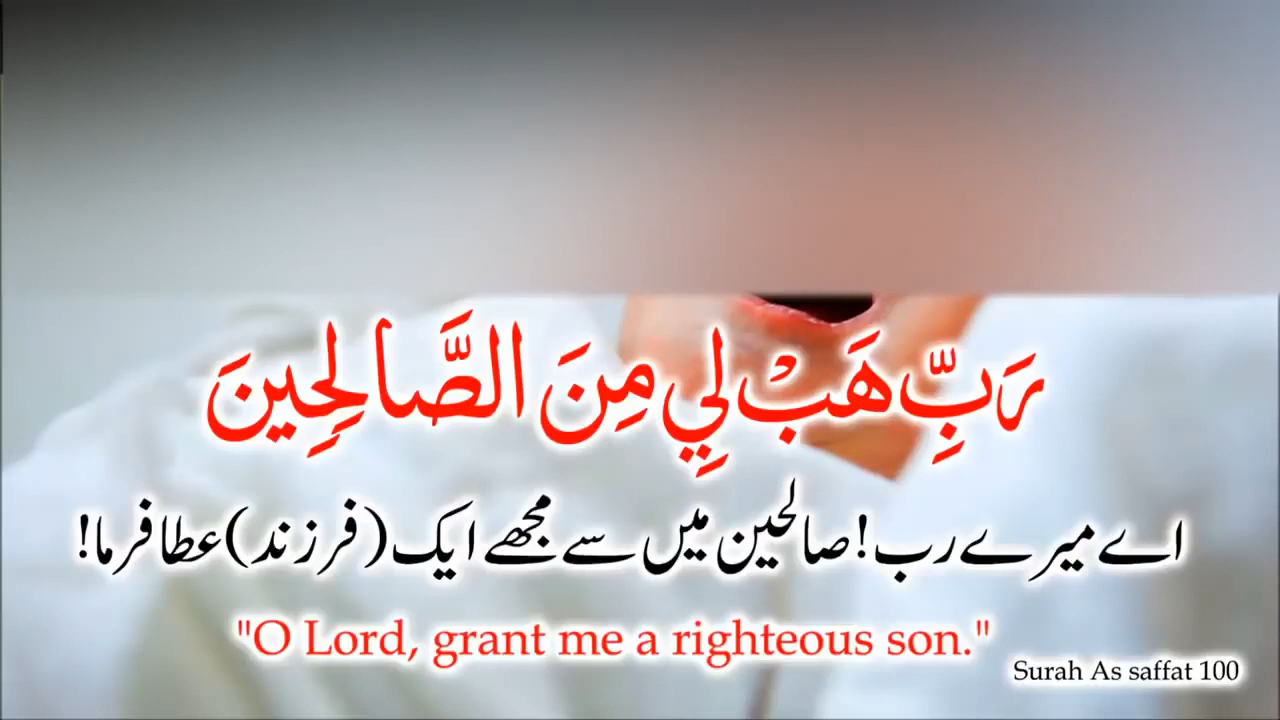 رَبِّ هَبْ لِي مِنَ الصَّالِحِينَ
اے میرے رب! صالحین میں سے مجھے ایک (فرزند) عطا فرما!
"O Lord, grant me a righteous son."
Surah As saffat 100